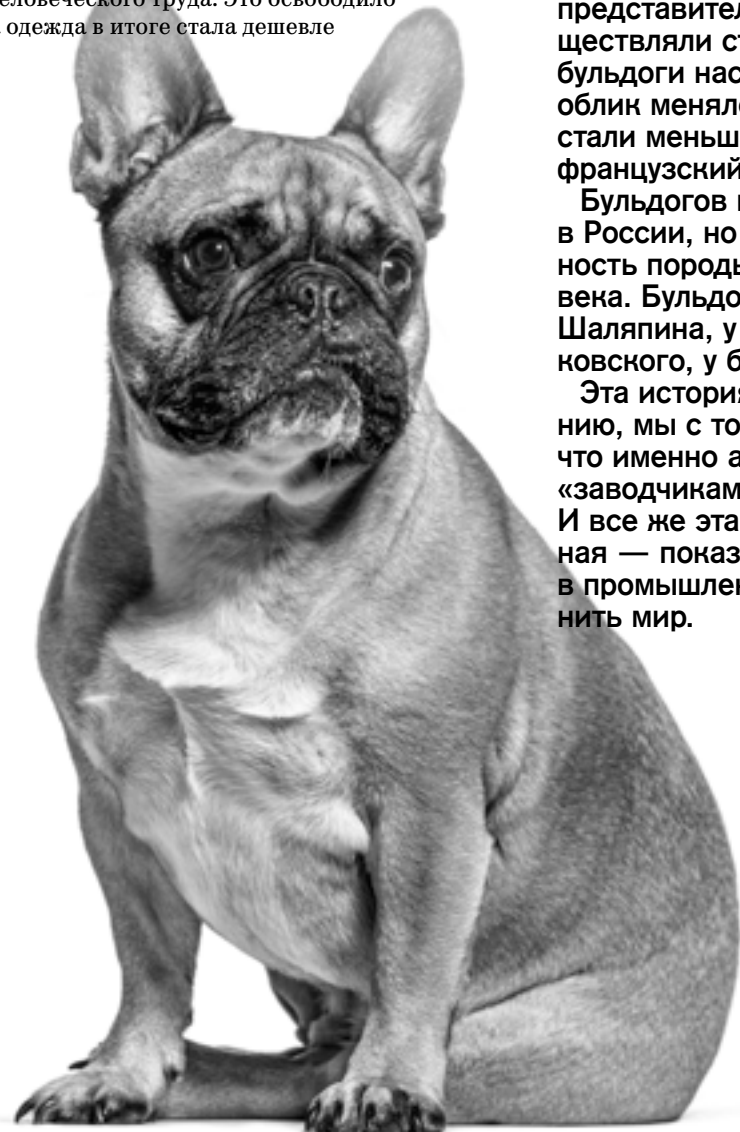 еловеческого труда. Это освободило
одежда в итоге стала дешевле
представител
ществляли ст
бульдоги нас
облик менялс
стали меньш
французский
Бульдогов
в России, но
ность породы
века. Бульдо
Шаляпина, у
ковского, у б
Эта история
нию, мы с то
что именно а
«заводчикам
И все же эта
ная — показ
в промышлен
нить мир.